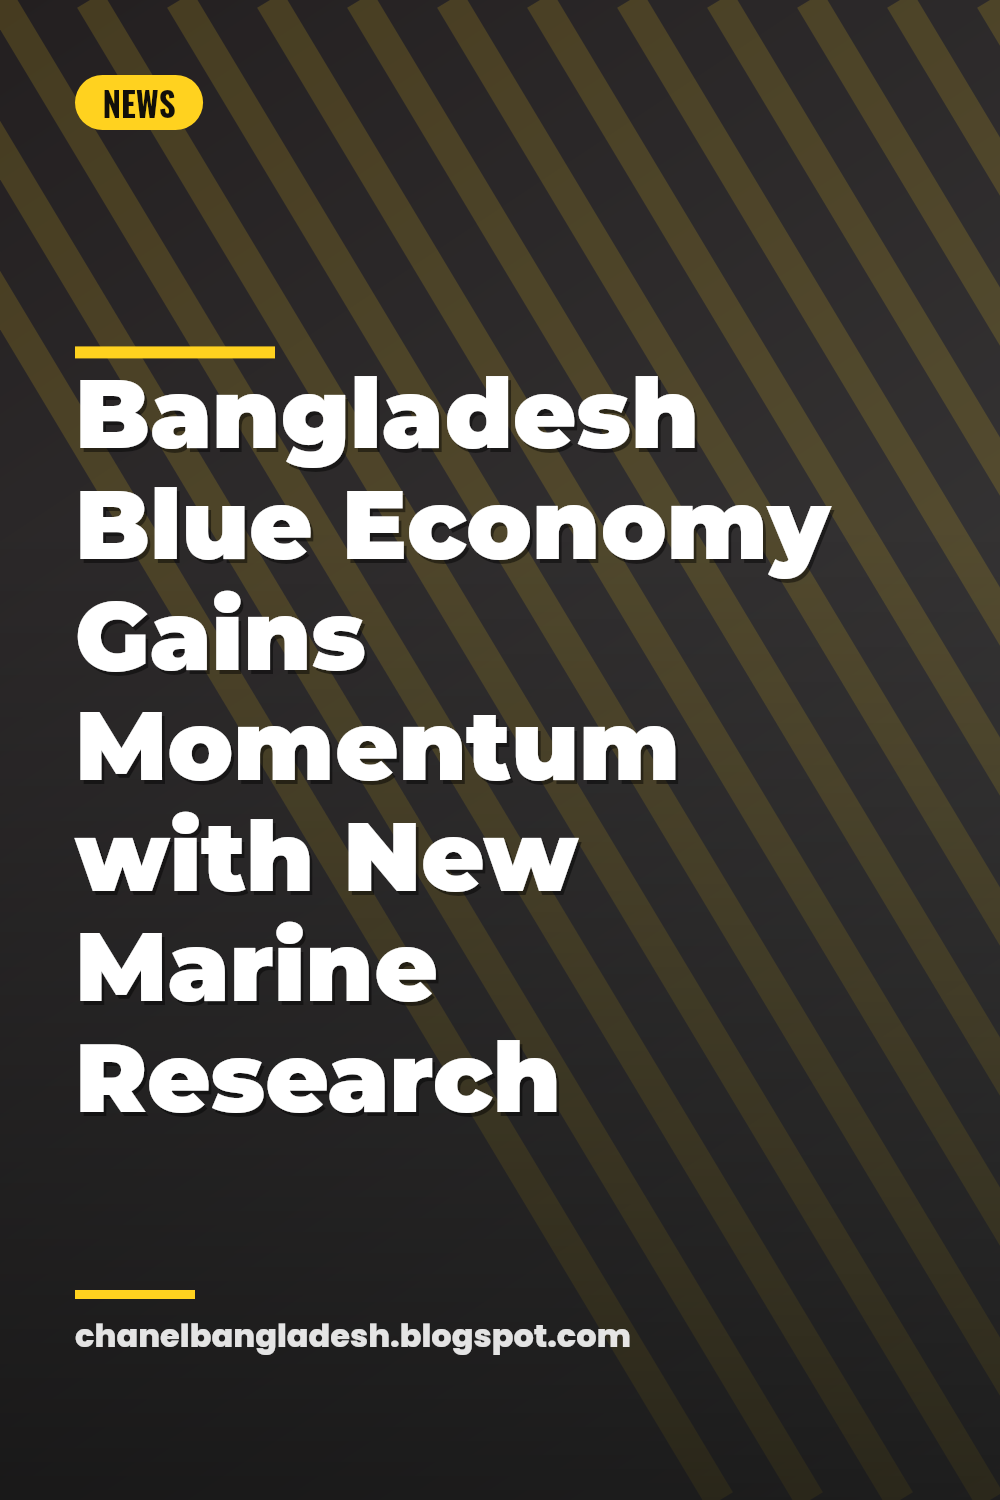 NEWS
Bangladesh
Blue Economy
Gains
Momentum
with New
Marine
Research
chanelbangladesh.blogspot.com